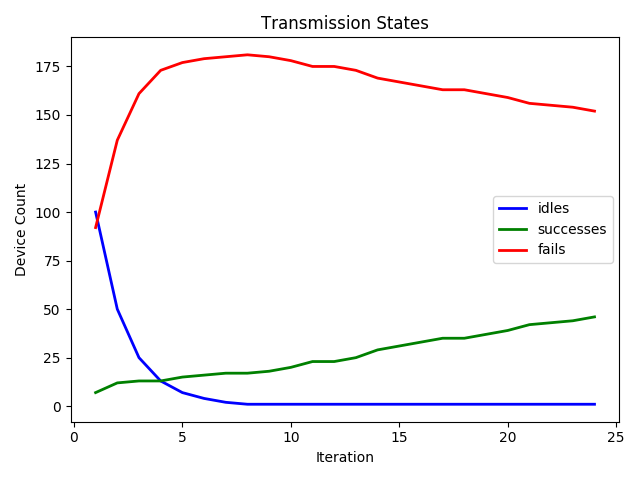 Transmission States
175
150
125
100
75
50
25
0
Device Count
idles
successes
fails
0 5 10 15 20 25
Iteration